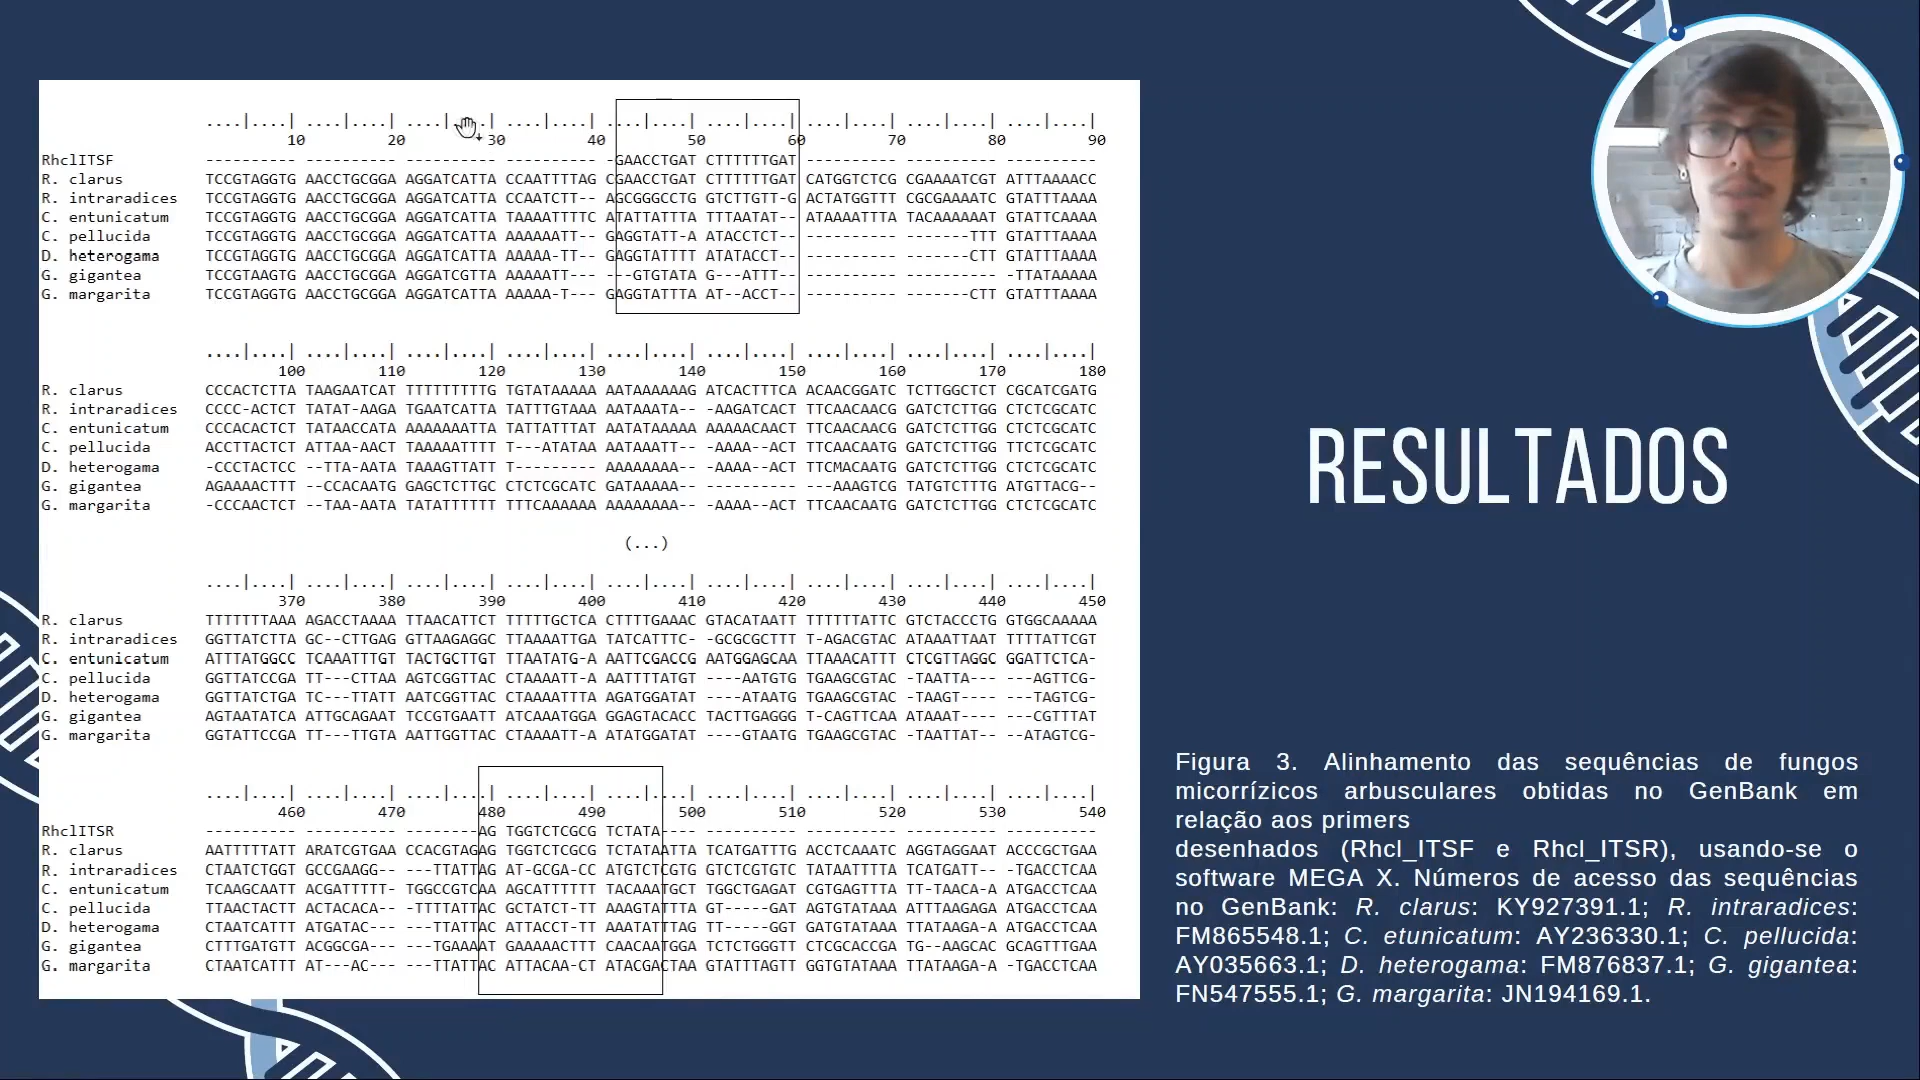 ....|....| ....|....| ....|....| ....|....| ....|....| ....|....| ....|....| ....|....| ....|....|
10 20 30 40 50 60 70 80 90
RhclITSF ---------- ---------- ---------- ---------- -GAACCTGAT CTTTTTTGAT ---------- ---------- ----------
R. clarus TCCGTAGGTG AACCTGCGGA AGGATCATTA CCAATTTTAG CGAACCTGAT CTTTTTTGAT CATGGTCTCG CGAAAATCGT ATTTAAAACC
R. intraradices TCCGTAGGTG AACCTGCGGA AGGATCATTA CCAATCTT-- AGCGGGCCTG GTCTTGTT-G ACTATGGTTT CGCGAAAATC GTATTTAAAA
C. entunicatum TCCGTAGGTG AACCTGCGGA AGGATCATTA TAAAATTTTC ATATTATTTA TTTAATAT-- ATAAAATTTA TACAAAAAAT GTATTCAAAA
C. pellucida TCCGTAGGTG AACCTGCGGA AGGATCATTA AAAAAATT-- GAGGTATT-A ATACCTCT-- ---------- -------TTT GTATTTAAAA
D. heterogama TCCGTAGGTG AACCTGCGGA AGGATCATTA AAAAA-TT-- GAGGTATTTT ATATACCT-- ---------- -------CTT GTATTTAAAA
G. gigantea TCCGTAAGTG AACCTGCGGA AGGATCGTTA AAAAATT--- ---GTGTATA G---ATTT-- ---------- ---------- -TTATAAAAA
G. margarita TCCGTAGGTG AACCTGCGGA AGGATCATTA AAAAA-T--- GAGGTATTTA AT--ACCT-- ---------- -------CTT GTATTTAAAA
....|....| ....|....| ....|....| ....|....| ....|....| ....|....| ....|....| ....|....| ....|....|
100 110 120 130 140 150 160 170 180
R. clarus CCCACTCTTA TAAGAATCAT TTTTTTTTTG TGTATAAAAA AATAAAAAAG ATCACTTTCA ACAACGGATC TCTTGGCTCT CGCATCGATG
R. intraradices CCCC-ACTCT TATAT-AAGA TGAATCATTA TATTTGTAAA AATAAATA-- -AAGATCACT TTCAACAACG GATCTCTTGG CTCTCGCATC
C. entunicatum CCCACACTCT TATAACCATA AAAAAAATTA TATTATTTAT AATATAAAAA AAAAACAACT TTCAACAACG GATCTCTTGG CTCTCGCATC
C. pellucida ACCTTACTCT ATTAA-AACT TAAAAATTTT T---ATATAA AATAAATT-- -AAAA--ACT TTCAACAATG GATCTCTTGG TTCTCGCATC
D. heterogama -CCCTACTCC --TTA-AATA TAAAGTTATT T--------- AAAAAAAA-- -AAAA--ACT TTCMACAATG GATCTCTTGG CTCTCGCATC
G. gigantea AGAAAACTTT --CCACAATG GAGCTCTTGC CTCTCGCATC GATAAAAA-- ---------- ---AAAGTCG TATGTCTTTG ATGTTACG--
G. margarita -CCCAACTCT --TAA-AATA TATATTTTTT TTTCAAAAAA AAAAAAAA-- -AAAA--ACT TTCAACAATG GATCTCTTGG CTCTCGCATC
(...)
....|....| ....|....| ....|....| ....|....| ....|....| ....|....| ....|....| ....|....| ....|....|
370 380 390 400 410 420 430 440 450
R. clarus TTTTTTTAAA AGACCTAAAA TTAACATTCT TTTTTGCTCA CTTTTGAAAC GTACATAATT TTTTTTATTC GTCTACCCTG GTGGCAAAAA
R. intraradices GGTTATCTTA GC--CTTGAG GTTAAGAGGC TTAAAATTGA TATCATTTC- -GCGCGCTTT T-AGACGTAC ATAAATTAAT TTTTATTCGT
C. entunicatum ATTTATGGCC TCAAATTTGT TACTGCTTGT TTAATATG-A AATTCGACCG AATGGAGCAA TTAAACATTT CTCGTTAGGC GGATTCTCA-
C. pellucida GGTTATCCGA TT---CTTAA AGTCGGTTAC CTAAAATT-A AATTTTATGT ----AATGTG TGAAGCGTAC -TAATTA--- ---AGTTCG-
D. heterogama GGTTATCTGA TC---TTATT AATCGGTTAC CTAAAATTTA AGATGGATAT ----ATAATG TGAAGCGTAC -TAAGT---- ---TAGTCG-
G. gigantea AGTAATATCA ATTGCAGAAT TCCGTGAATT ATCAAATGGA GGAGTACACC TACTTGAGGG T-CAGTTCAA ATAAAT---- ---CGTTTAT
G. margarita GGTATTCCGA TT---TTGTA AATTGGTTAC CTAAAATT-A ATATGGATAT ----GTAATG TGAAGCGTAC -TAATTAT-- --ATAGTCG-
....|....| ....|....| ....|....| ....|....| ....|....| ....|....| ....|....| ....|....| ....|....|
460 470 480 490 500 510 520 530 540
RhclITSR ---------- ---------- --------AG TGGTCTCGCG TCTATA---- ---------- ---------- ---------- ----------
R. clarus AATTTTTATT ARATCGTGAA CCACGTAGAG TGGTCTCGCG TCTATAATTA TCATGATTTG ACCTCAAATC AGGTAGGAAT ACCCGCTGAA
R. intraradices CTAATCTGGT GCCGAAGG-- ---TTATTAG AT-GCGA-CC ATGTCTCGTG GGTCTCGTGTC TATAATTTTA TCATGATT-- -TGACCTCAA
C. entunicatum TCAAGCAATT ACGATTTTT- TGGCCGTCAA AGCATTTTTT TACAAATGCT TGGCTGAGAT CGTGAGTTTA TT-TAACA-A ATGACCTCAA
C. pellucida TTAACTACTT ACTACACA-- -TTTTATTAC GCTATCT-TT AAAGTATTTA GT-----GAT AGTGTATAAA ATTTAAGAGA ATGACCTCAA
D. heterogama CTAATCATTT ATGATAC--- ---TTATTAC ATTACCT-TT AAATATTTAG TT-----GGT GATGTATAAA TTATAAGA-A ATGACCTCAA
G. gigantea CTTTGATGTT ACGGCGA--- ---TGAAAAT GAAAAACTTT CAACAATGGA TCTCTGGGTT CTCGCACCGA TG--AAGCAC GCAGTTTGAA
G. margarita CTAATCATTT AT---AC--- ---TTATTAC ATTACAA-CT ATACGACTAA GTATTTAGTT GGTGTATAAA TTATAAGA-A -TGACCTCAA
RESULTADOS
Figura 3. Alinhamento das sequências de fungos
micorrízicos arbusculares obtidas no GenBank em
relação aos primers
desenhados (Rhcl_ITSF e Rhcl_ITSR), usando-se o
software MEGA X. Números de acesso das sequências
no GenBank: R. clarus: KY927391.1; R. intraradices:
FM865548.1; C. etunicatum: AY236330.1; C. pellucida:
AY035663.1; D. heterogama: FM876837.1; G. gigantea:
FN547555.1; G. margarita: JN194169.1.